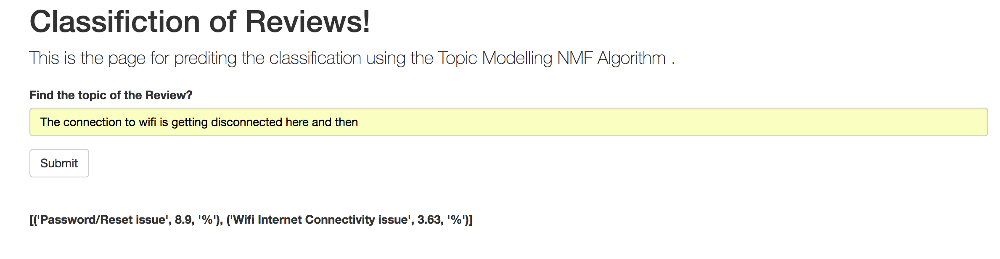 Classifiction of Reviews!
This is the page for prediting the classification using the Topic Modelling NMF Algorithm .
Find the topic of the Review?
The connection to wifi is getting disconnected here and then
Submit
[('Password/Reset issue', 8.9, '%'), ('Wifi Internet Connectivity issue', 3.63, '%')]